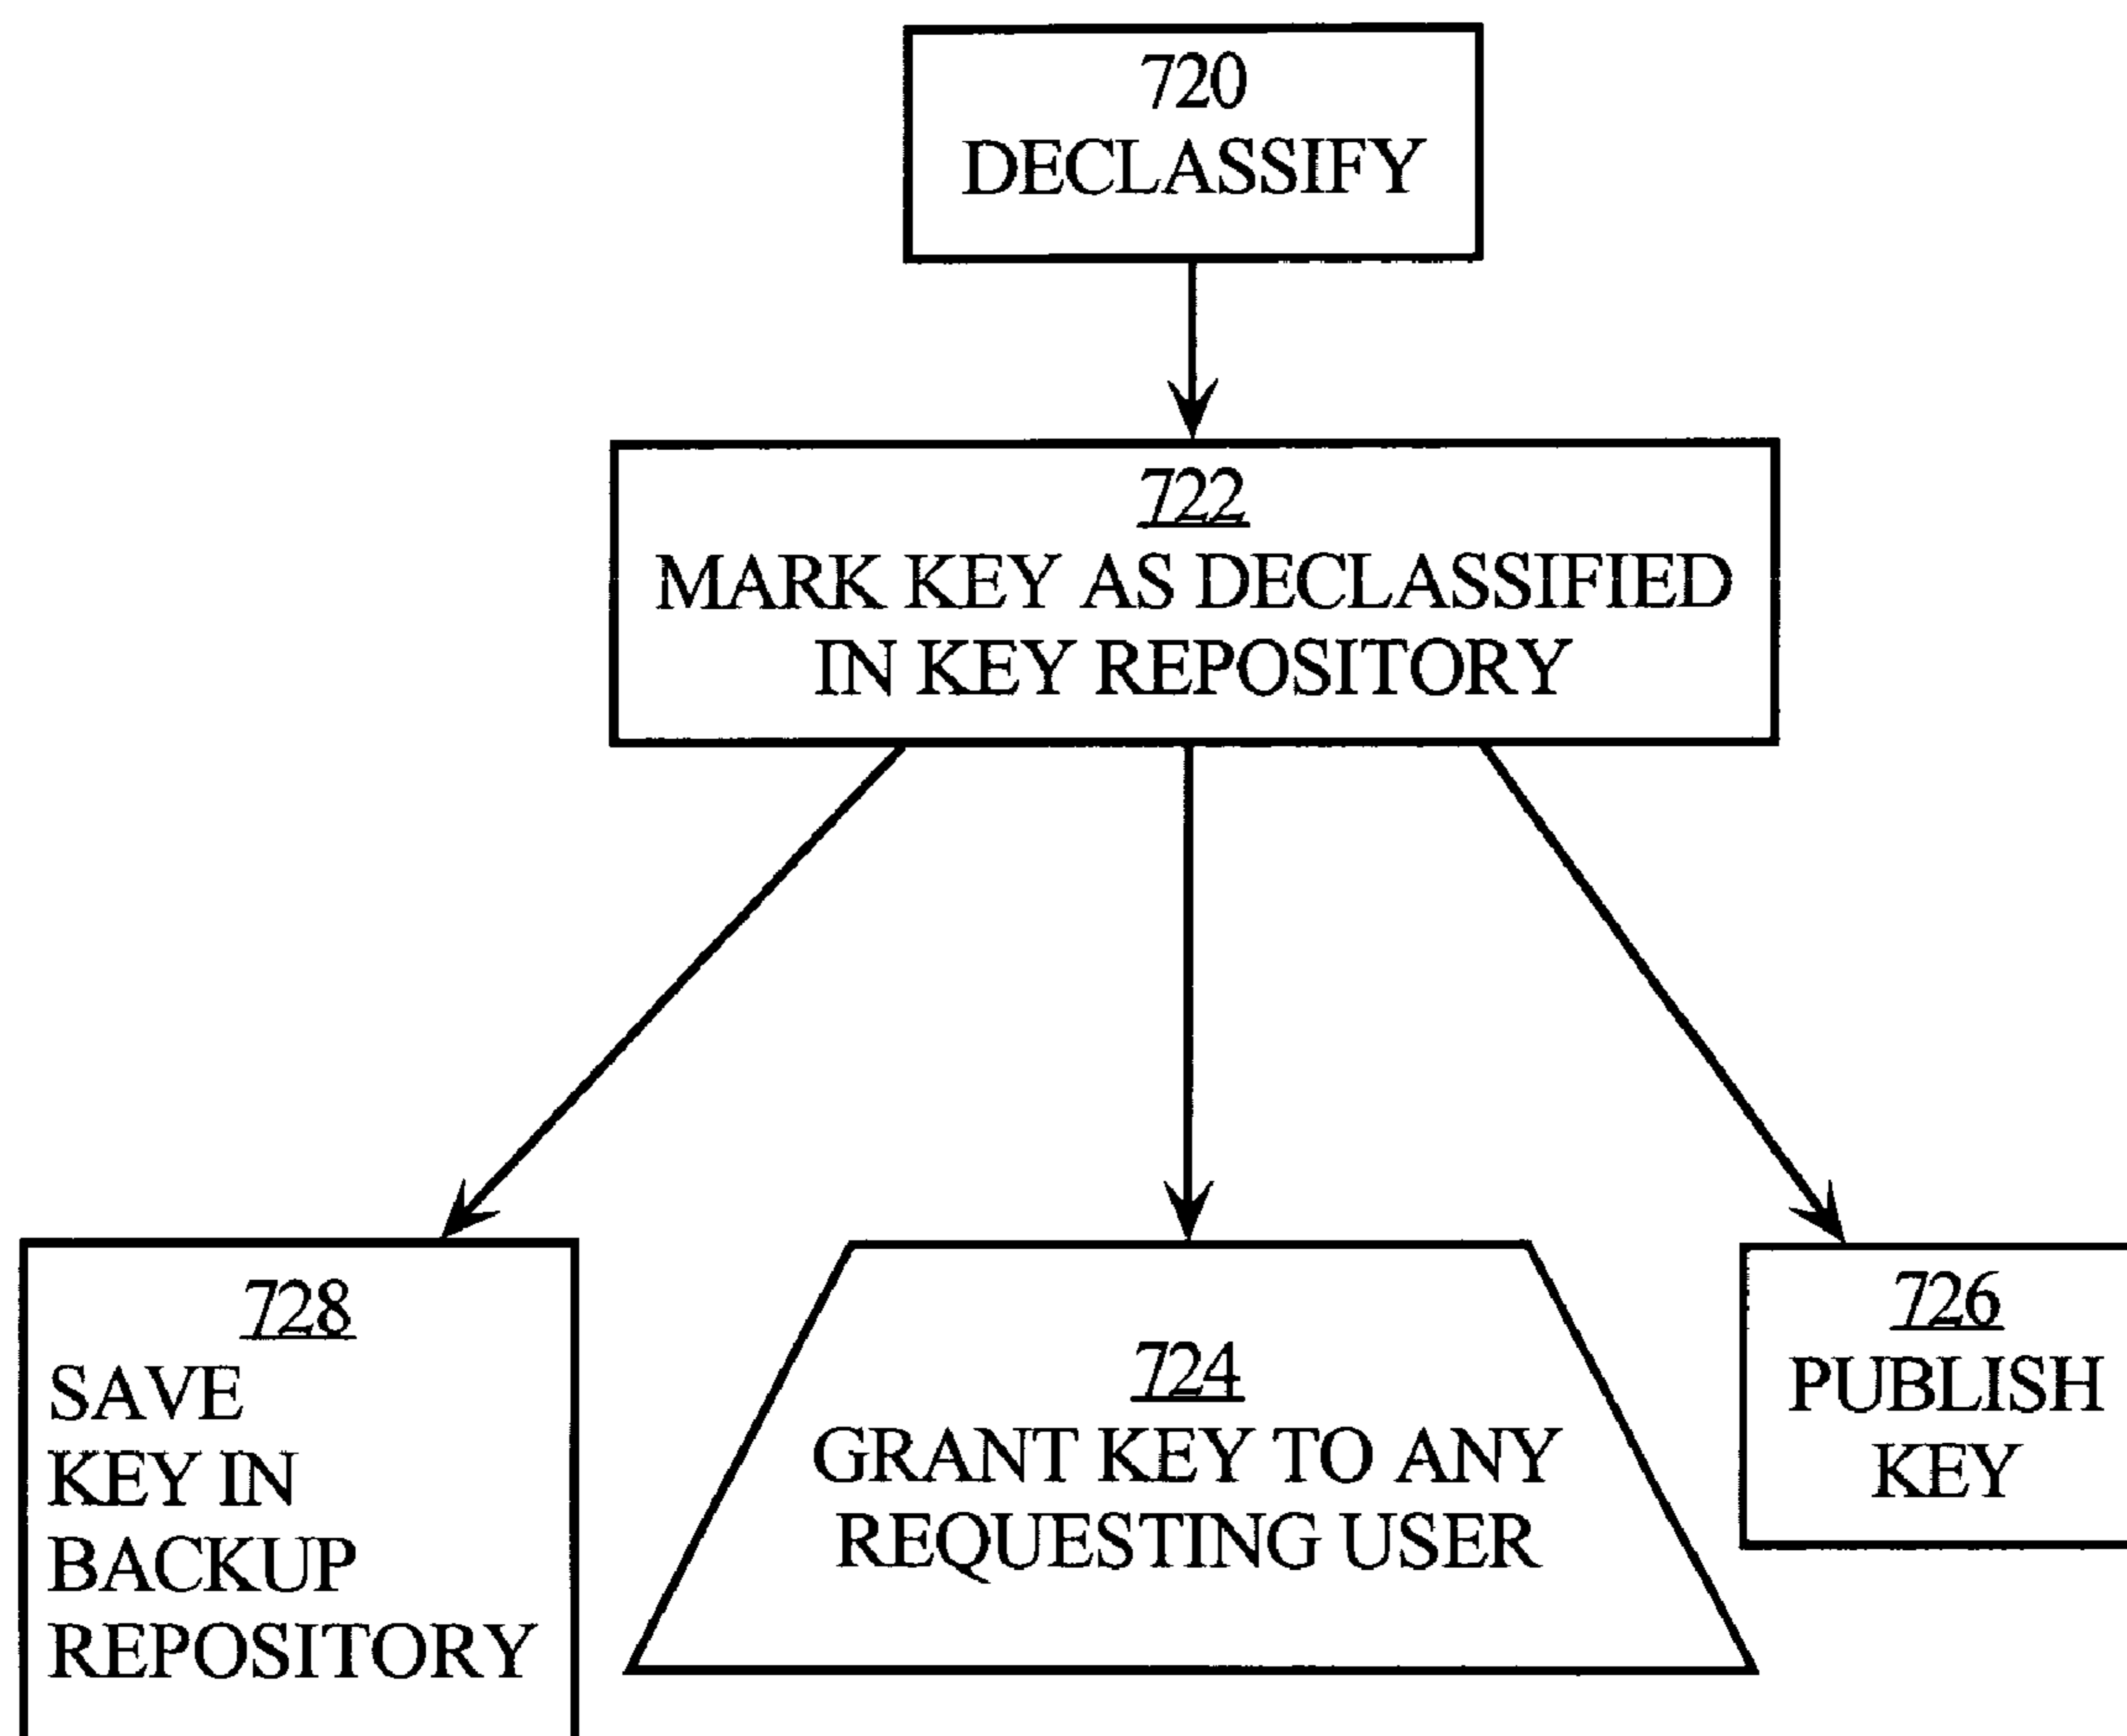 720
DECLASSIFY
722
MARK KEY AS DECLASSIFIED
IN KEY REPOSITORY
728
SAVE
KEY IN
BACKUP
REPOSITORY
724
GRANT KEY TO ANY
REQUESTING USER
726
PUBLISH
KEY